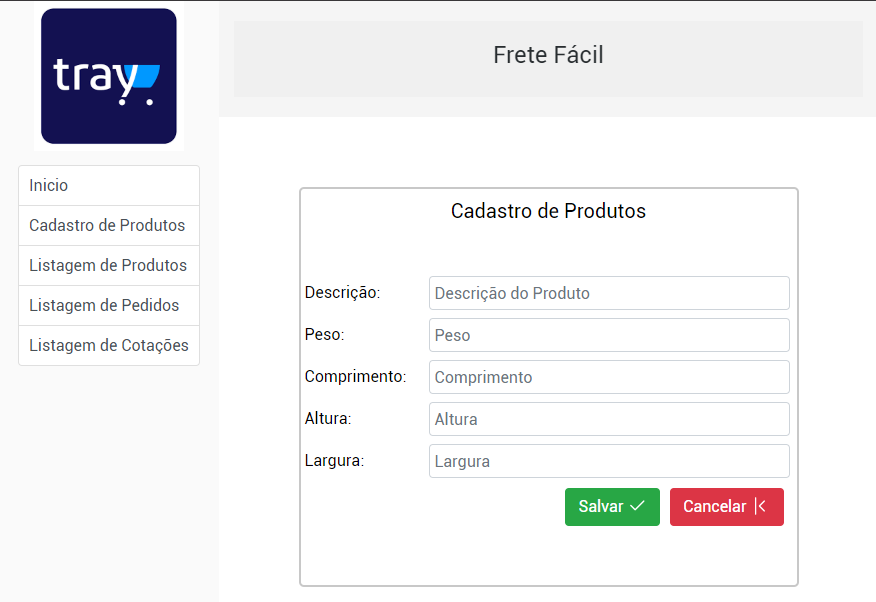 tray
Frete Fácil
Inicio
Cadastro de Produtos
Listagem de Produtos
Listagem de Pedidos
Listagem de Cotações
Cadastro de Produtos
Descrição: Descrição do Produto
Peso: Peso
Comprimento: Comprimento
Altura: Altura
Largura: Largura
Salvar Cancelar